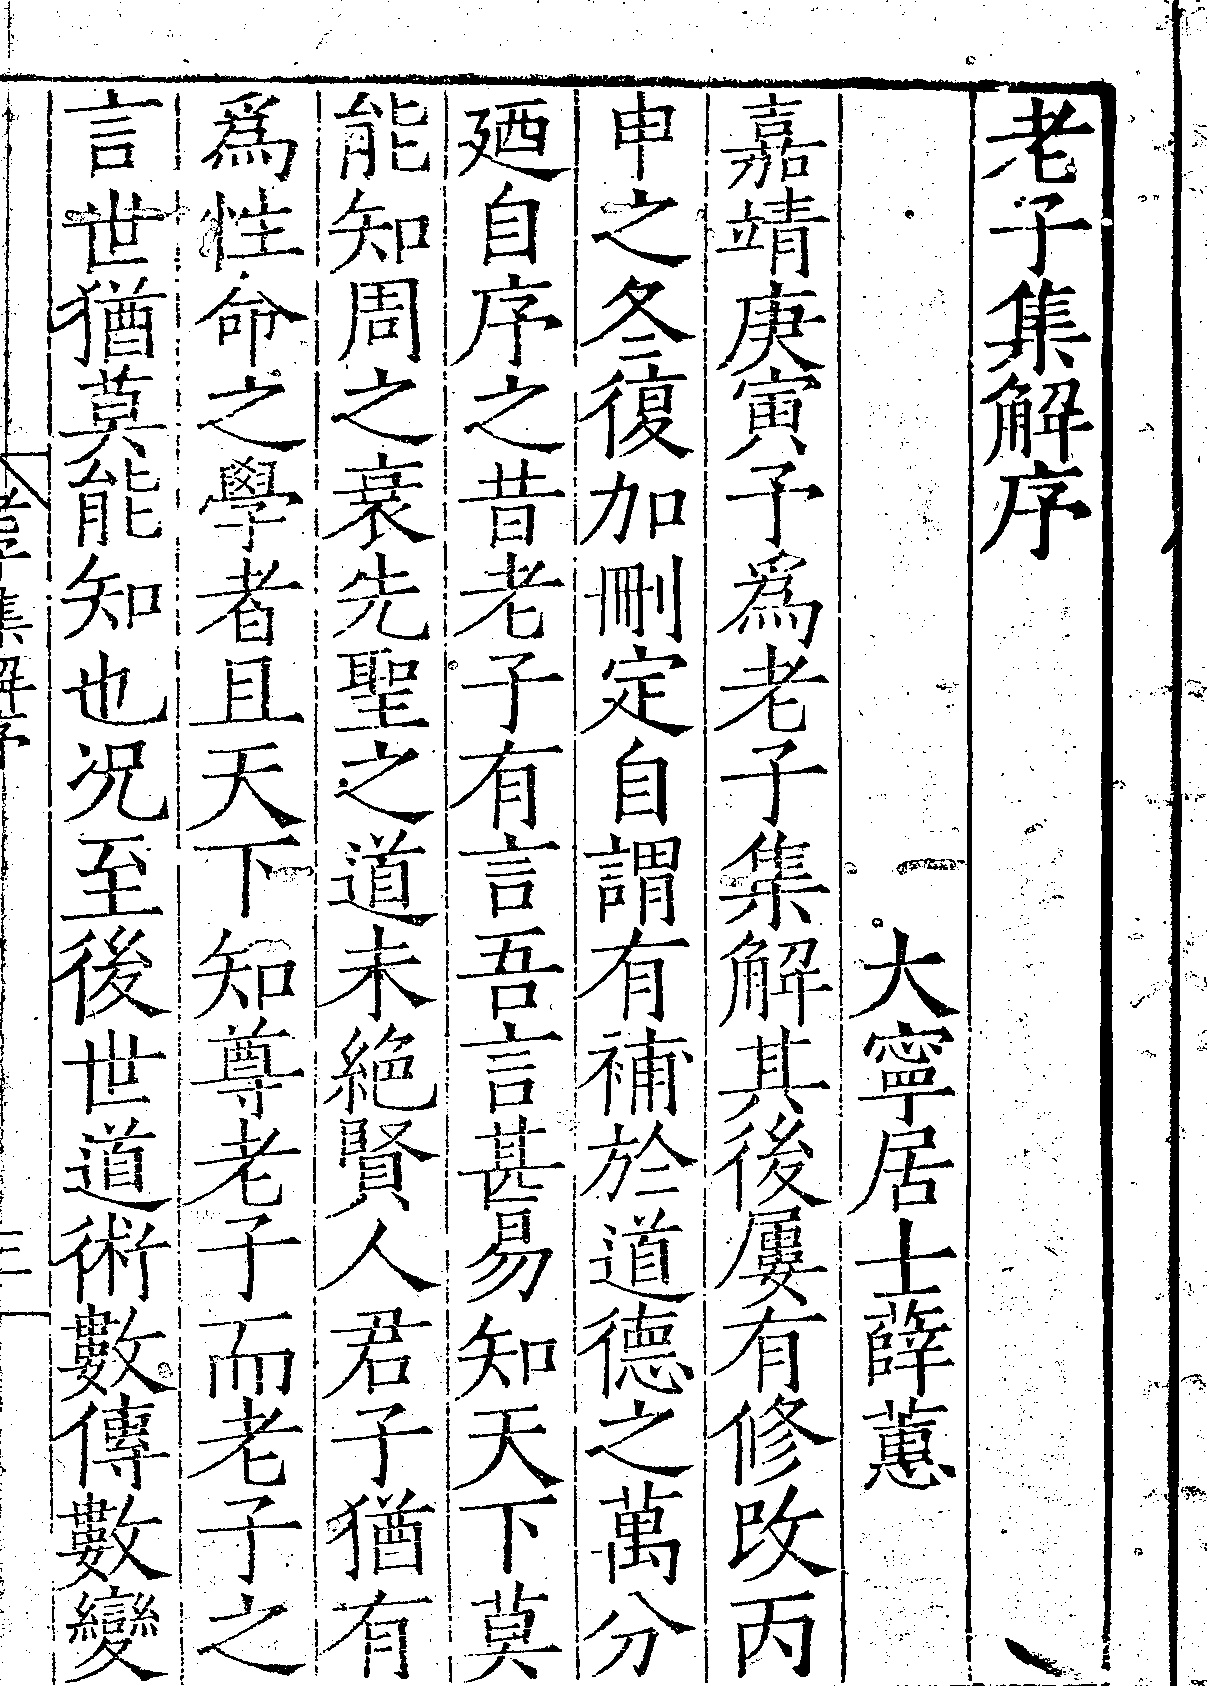 老子集解序
大寧居士薛蕙
嘉靖庚寅予爲老子集解其後屢有修改丙
申之冬復加刪定自謂有補於道德之萬分
廼自序之昔老子有言吾言甚易知天下莫
能知周之衰先聖之道未絕賢人君子猶有
爲性命之學者且天下知尊老子而老子之
言世猶莫能知也况至後世道術數傳數變
老子集解序
三